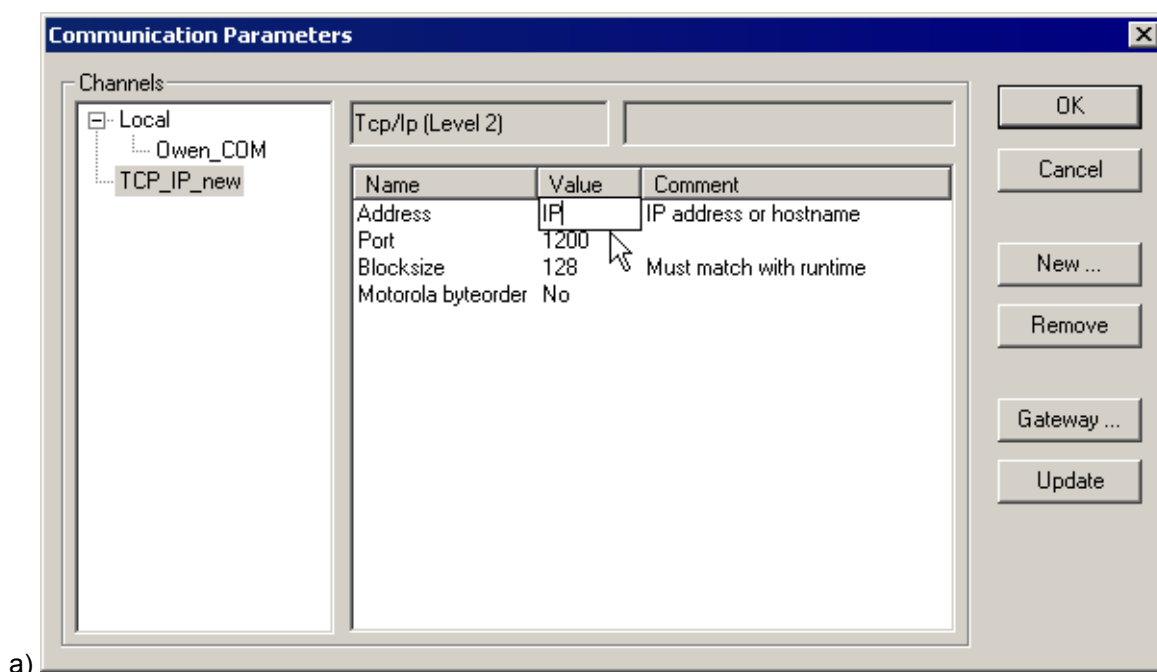 Communication Parameters
Channels
Local
Owen_COM
TCP_IP_new
Tcp/Ip (Level 2)
Name Value Comment
Address IP IP address or hostname
Port 1200
Blocksize 128 Must match with runtime
Motorola byteorder No
OK
Cancel
New ...
Remove
Gateway ...
Update
a)